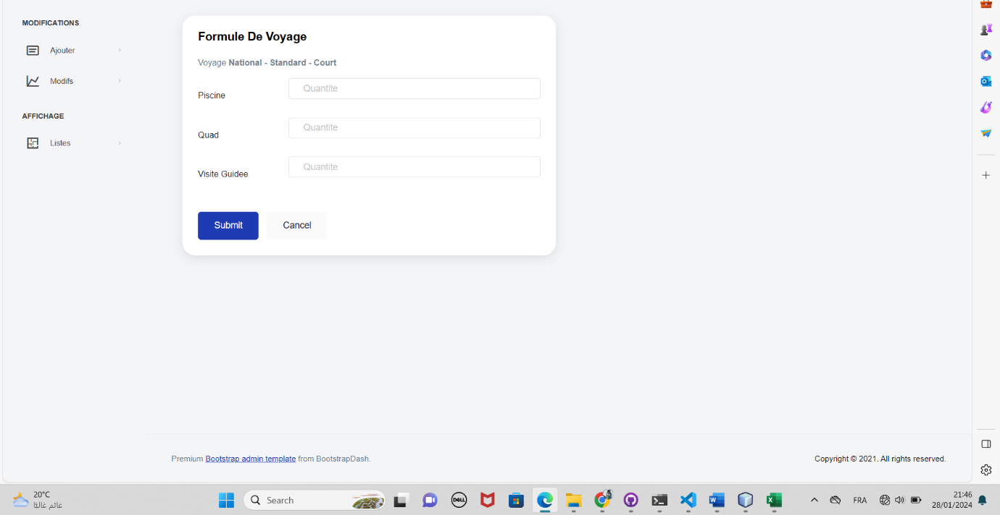 MODIFICATIONS
Ajouter
Modifs
AFFICHAGE
Listes
Formule De Voyage
Voyage National - Standard - Court
Piscine
Quantite
Quad
Quantite
Visite Guidee
Quantite
Submit
Cancel
Premium Bootstrap admin template from BootstrapDash.
Copyright © 2021. All rights reserved.
20°C
غائم غالبًا
Search
DELL
FRA
21:46
28/01/2024